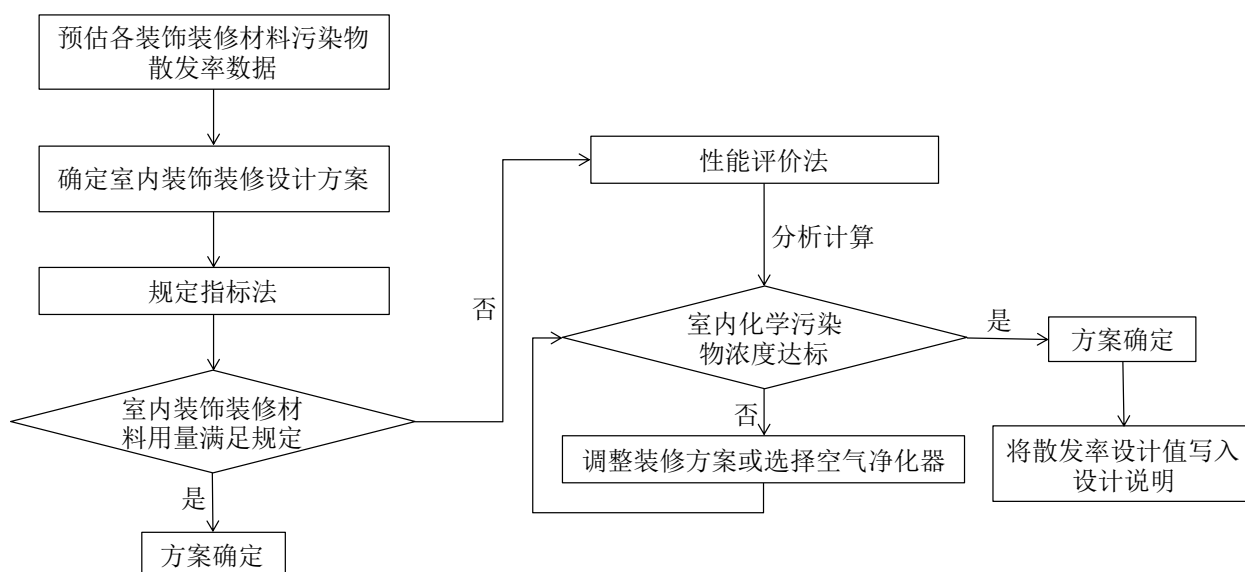 预估各装饰装修材料污染物
散发率数据
确定室内装饰装修设计方案
规定指标法
室内装饰装修材
料用量满足规定
是
方案确定
否
性能评价法
分析计算
室内化学污染
物浓度达标
否
调整装修方案或选择空气净化器
是
方案确定
将散发率设计值写入
设计说明